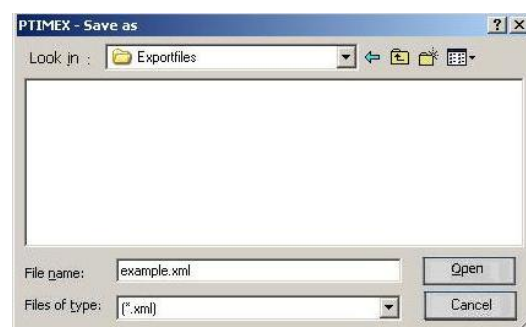 PTIMEX - Save as
Look in : Exportfiles
File name: example.xml Open
Files of type: (*.xml) Cancel